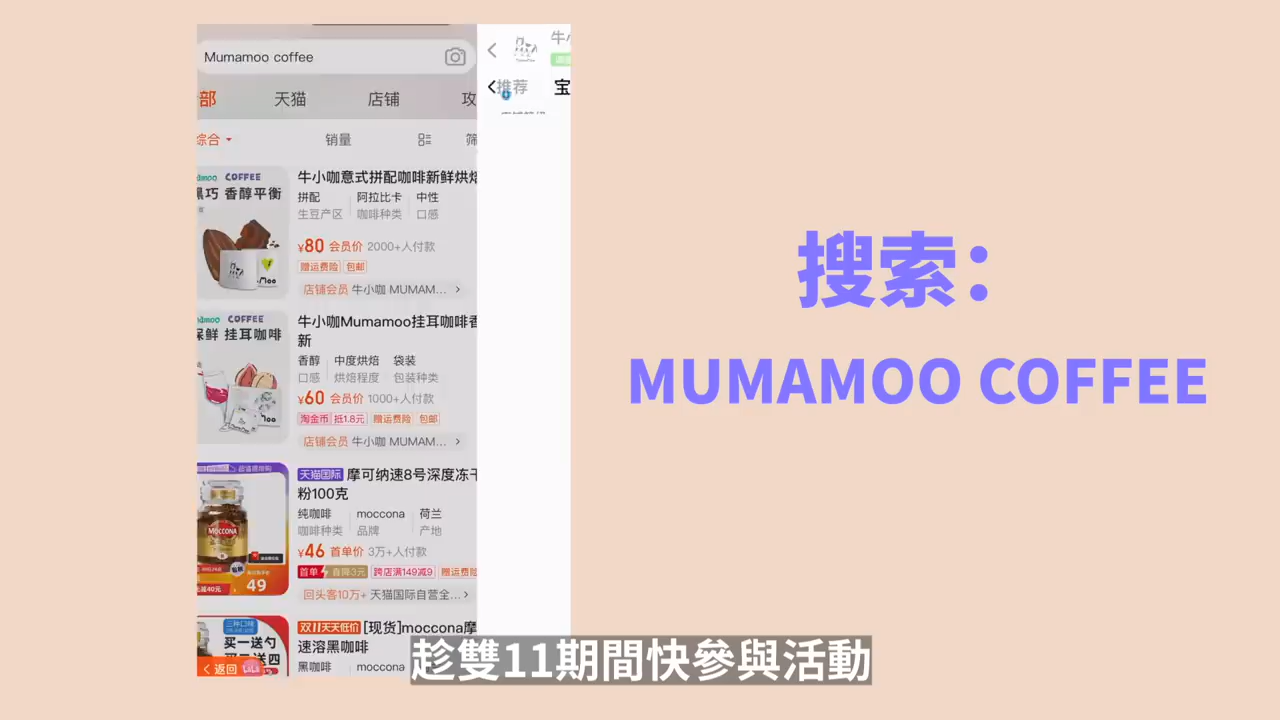 Mumamoo coffee
部 天猫 店铺 攻
综合 销量 筛
COFFEE
黑巧 香醇平衡
牛小咖意式拼配咖啡新鲜烘焙
拼配 阿拉比卡 中性
生豆产区 咖啡种类 口感
¥80 会员价 2000+人付款
赠运费险 包邮
店铺会员 牛小咖 MUMAM... >
COFFEE
保鲜 挂耳咖啡
牛小咖Mumamoo挂耳咖啡香
新
香醇 中度烘焙 袋装
口感 烘焙程度 包装种类
¥60 会员价 1000+人付款
淘金币 抵1.8元 赠运费险 包邮
店铺会员 牛小咖 MUMAM... >
MOCCONA
49
天猫国际 摩可纳速8号深度冻干
粉100克
纯咖啡 moccona 荷兰
咖啡种类 品牌 产地
¥46 首单价 3万+人付款
首单 直降3元 跨店满149减9 赠运费险
回头客10万+ 天猫国际自营全... >
三种口味
买一送勺
双11天天低价 [现货]moccona摩
速溶黑咖啡
黑咖啡 moccona
返回
推荐 宝
搜索：
MUMAMOO COFFEE
趁雙11期間快參與活動